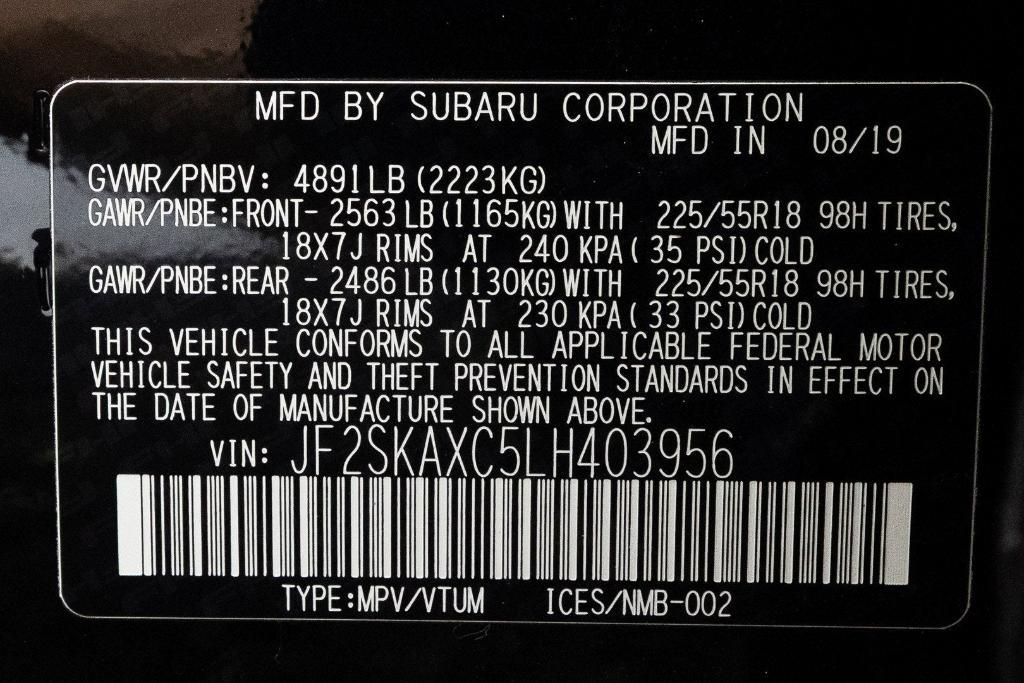 MFD BY SUBARU CORPORATION
MFD IN 08/19
GVWR/PNBV: 4891LB (2223KG)
GAWR/PNBE:FRONT- 2563 LB (1165KG) WITH 225/55R18 98H TIRES,
18X7J RIMS AT 240 KPA ( 35 PSI) COLD
GAWR/PNBE:REAR - 2486 LB (1130KG) WITH 225/55R18 98H TIRES,
18X7J RIMS AT 230 KPA ( 33 PSI) COLD
THIS VEHICLE CONFORMS TO ALL APPLICABLE FEDERAL MOTOR
VEHICLE SAFETY AND THEFT PREVENTION STANDARDS IN EFFECT ON
THE DATE OF MANUFACTURE SHOWN ABOVE.
VIN: JF2SKAXC5LH403956
TYPE:MPV/VTUM ICES/NMB-002